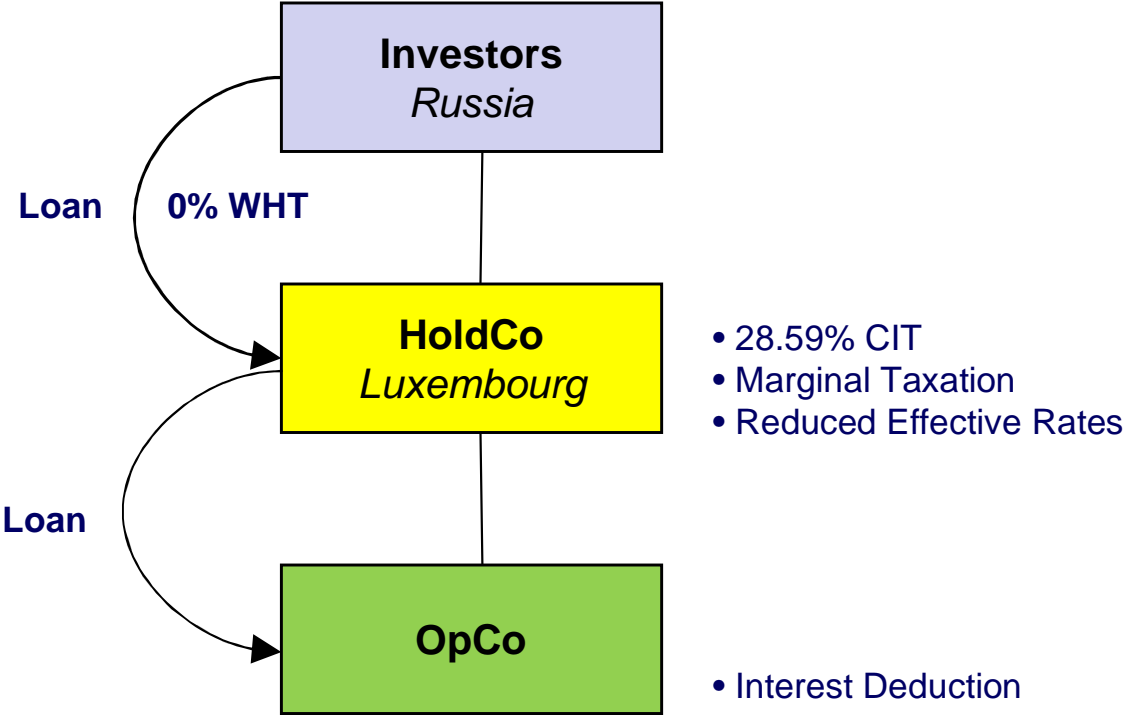 Investors
Russia
Loan
0% WHT
HoldCo
Luxembourg
• 28.59% CIT
• Marginal Taxation
• Reduced Effective Rates
Loan
OpCo
• Interest Deduction